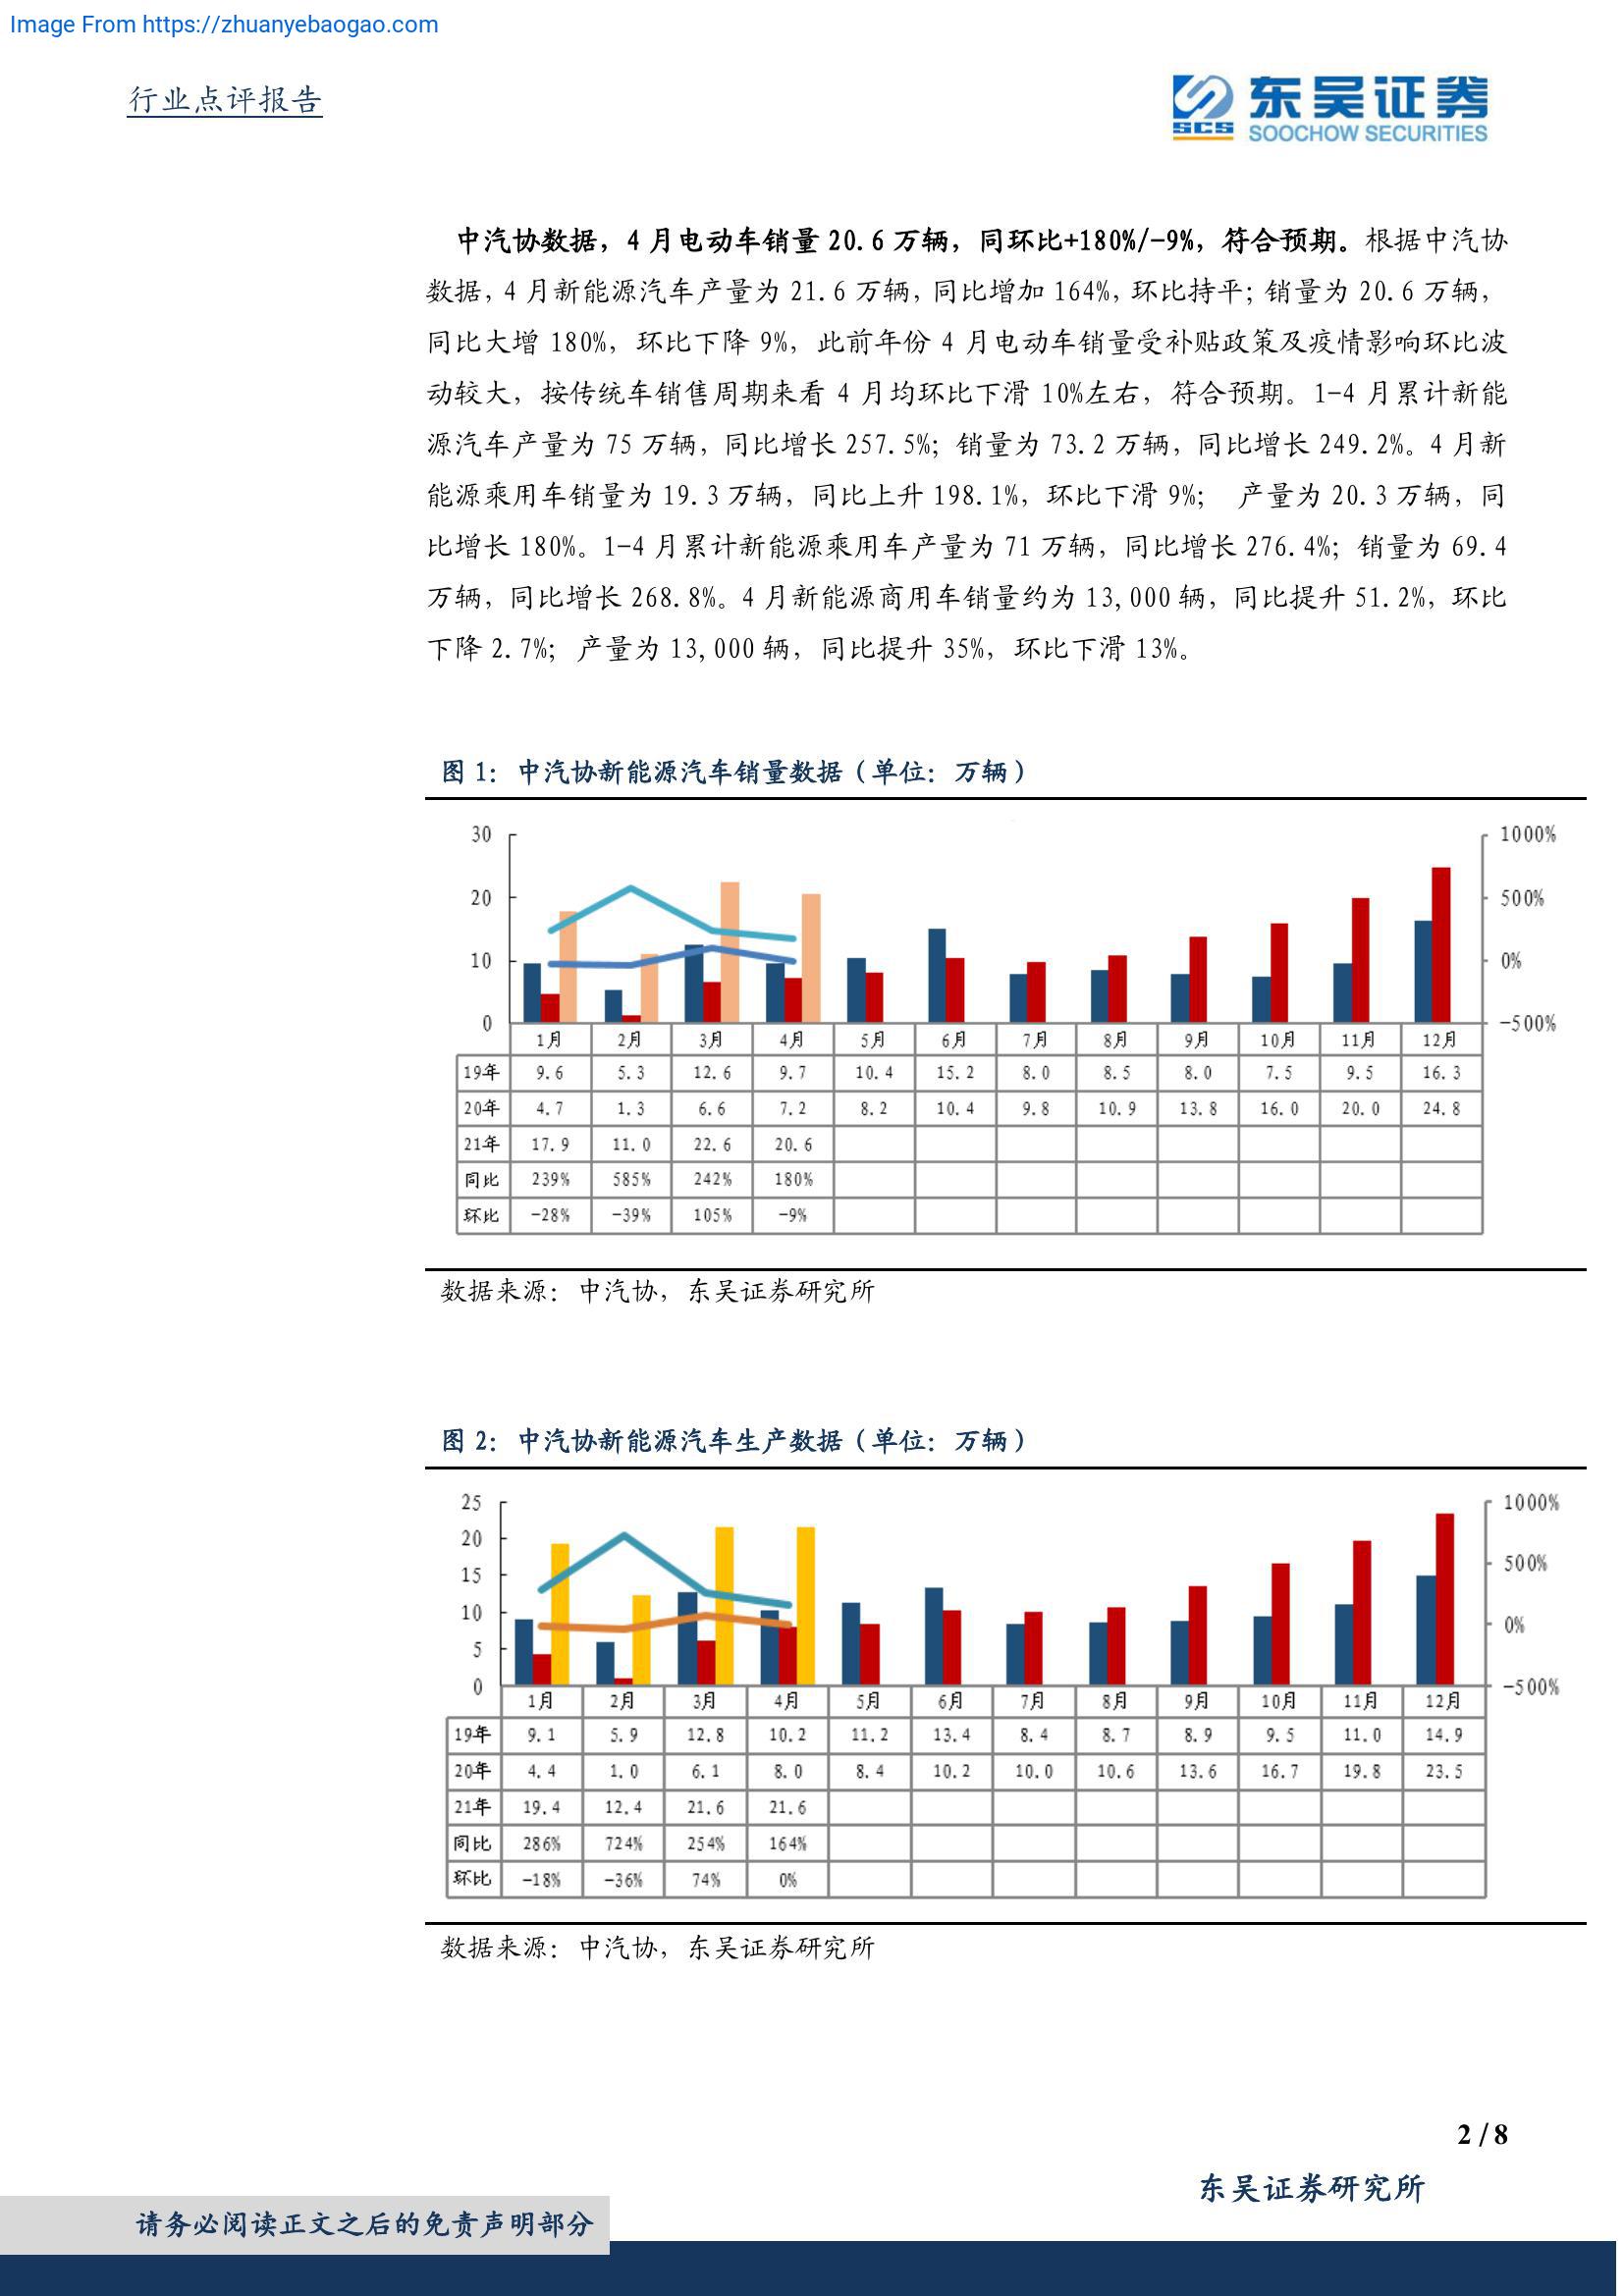 Image From https://zhuanyebaogao.com
行业点评报告
东吴证券
SCS
SOOCHOW SECURITIES
中汽协数据，4 月电动车销量 20.6 万辆，同环比+180%/-9%，符合预期。根据中汽协
数据，4 月新能源汽车产量为 21.6 万辆，同比增加 164%，环比持平；销量为 20.6 万辆，
同比大增 180%，环比下降 9%，此前年份 4 月电动车销量受补贴政策及疫情影响环比波
动较大，按传统车销售周期来看 4 月均环比下滑 10%左右，符合预期。1-4 月累计新能
源汽车产量为 75 万辆，同比增长 257.5%；销量为 73.2 万辆，同比增长 249.2%。4 月新
能源乘用车销量为 19.3 万辆，同比上升 198.1%，环比下滑 9%； 产量为 20.3 万辆，同
比增长 180%。1-4 月累计新能源乘用车产量为 71 万辆，同比增长 276.4%；销量为 69.4
万辆，同比增长 268.8%。4 月新能源商用车销量约为 13,000 辆，同比提升 51.2%，环比
下降 2.7%；产量为 13,000 辆，同比提升 35%，环比下滑 13%。
图 1：中汽协新能源汽车销量数据（单位：万辆）
30 1000%
20 500%
10 0%
0 -500%
1月 2月 3月 4月 5月 6月 7月 8月 9月 10月 11月 12月
19年 9.6 5.3 12.6 9.7 10.4 15.2 8.0 8.5 8.0 7.5 9.5 16.3
20年 4.7 1.3 6.6 7.2 8.2 10.4 9.8 10.9 13.8 16.0 20.0 24.8
21年 17.9 11.0 22.6 20.6
同比 239% 585% 242% 180%
环比 -28% -39% 105% -9%
数据来源：中汽协，东吴证券研究所
图 2：中汽协新能源汽车生产数据（单位：万辆）
25 1000%
20
15 500%
10 0%
5
0 -500%
1月 2月 3月 4月 5月 6月 7月 8月 9月 10月 11月 12月
19年 9.1 5.9 12.8 10.2 11.2 13.4 8.4 8.7 8.9 9.5 11.0 14.9
20年 4.4 1.0 6.1 8.0 8.4 10.2 10.0 10.6 13.6 16.7 19.8 23.5
21年 19.4 12.4 21.6 21.6
同比 286% 724% 254% 164%
环比 -18% -36% 74% 0%
数据来源：中汽协，东吴证券研究所
2 / 8
东吴证券研究所
请务必阅读正文之后的免责声明部分